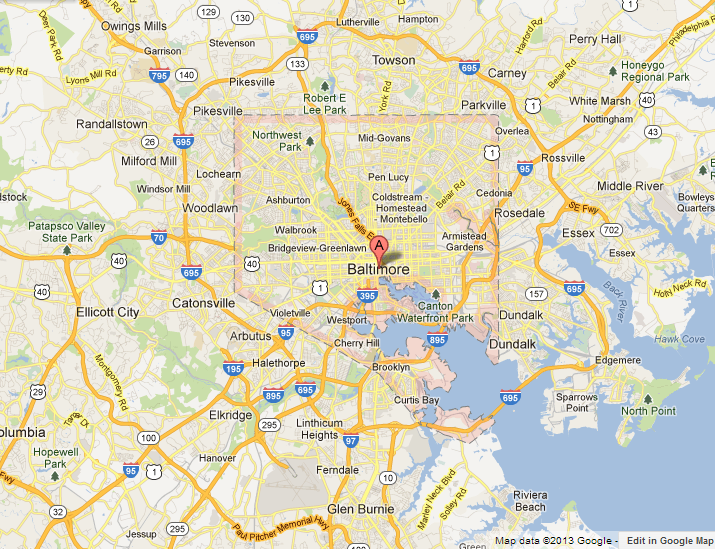 Owings Mills
129
130
695
Lutherville
Hampton
Garrison
Stevenson
Deer Park Rd
Lyons Mill Rd
795
140
133
Towson
695
Perry Hall
Philadelphia Rd
Harford Rd
Belair Rd
Honeygo
Regional Park
Carney
Pikesville
Pikesville
Robert E
Lee Park
York Rd
Parkville
1
White Marsh
40
40
Nottingham
Randallstown
26
695
Northwest
Park
Mid-Govans
Overlea
43
1
Milford Mill
Lochearn
Pen Lucy
95
Rossville
Windsor Mill
Ashburton
Coldstream -
Homestead
- Montebello
Belair Rd
Cedonia
Middle River
Bowleys
Quarters
Woodlawn
Jones Falls E
Rosedale
SE Fwy
Patapsco Valley
State Park
70
Walbrook
Armistead
Gardens
Essex
702
Essex
Bridgeview-Greenlawn
A
Baltimore
40
40
695
40
1
395
Canton
Waterfront Park
157
695
Back
River
Holly Neck Rd
Ellicott City
Catonsville
Violetville
Westport
Dundalk
Dundalk
Hawk Cove
Arbutus
95
Cherry Hill
895
Halethorpe
195
Brooklyn
Edgemere
29
Montgomery Rd
895
695
Curtis Bay
695
Sparrows
Point
North Point
Elkridge
295
Linthicum
Heights
97
Columbia
100
Hopewell
Park
Hanover
95
1
Ferndale
10
Marley Neck Blvd
Solley Rd
Riviera
Beach
32
Glen Burnie
Jessup
295
Paul Pitcher Memorial Hwy
Map data ©2013 Google -
Edit in Google Map